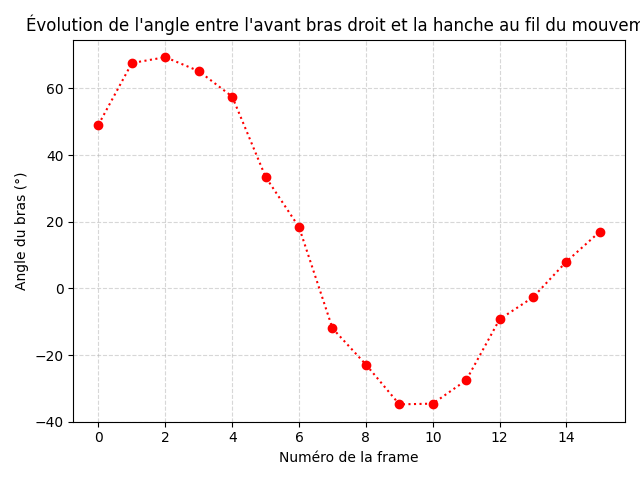 Évolution de l'angle entre l'avant bras droit et la hanche au fil du mouvem
60
40
20
0
−20
−40
Angle du bras (°)
0 2 4 6 8 10 12 14
Numéro de la frame